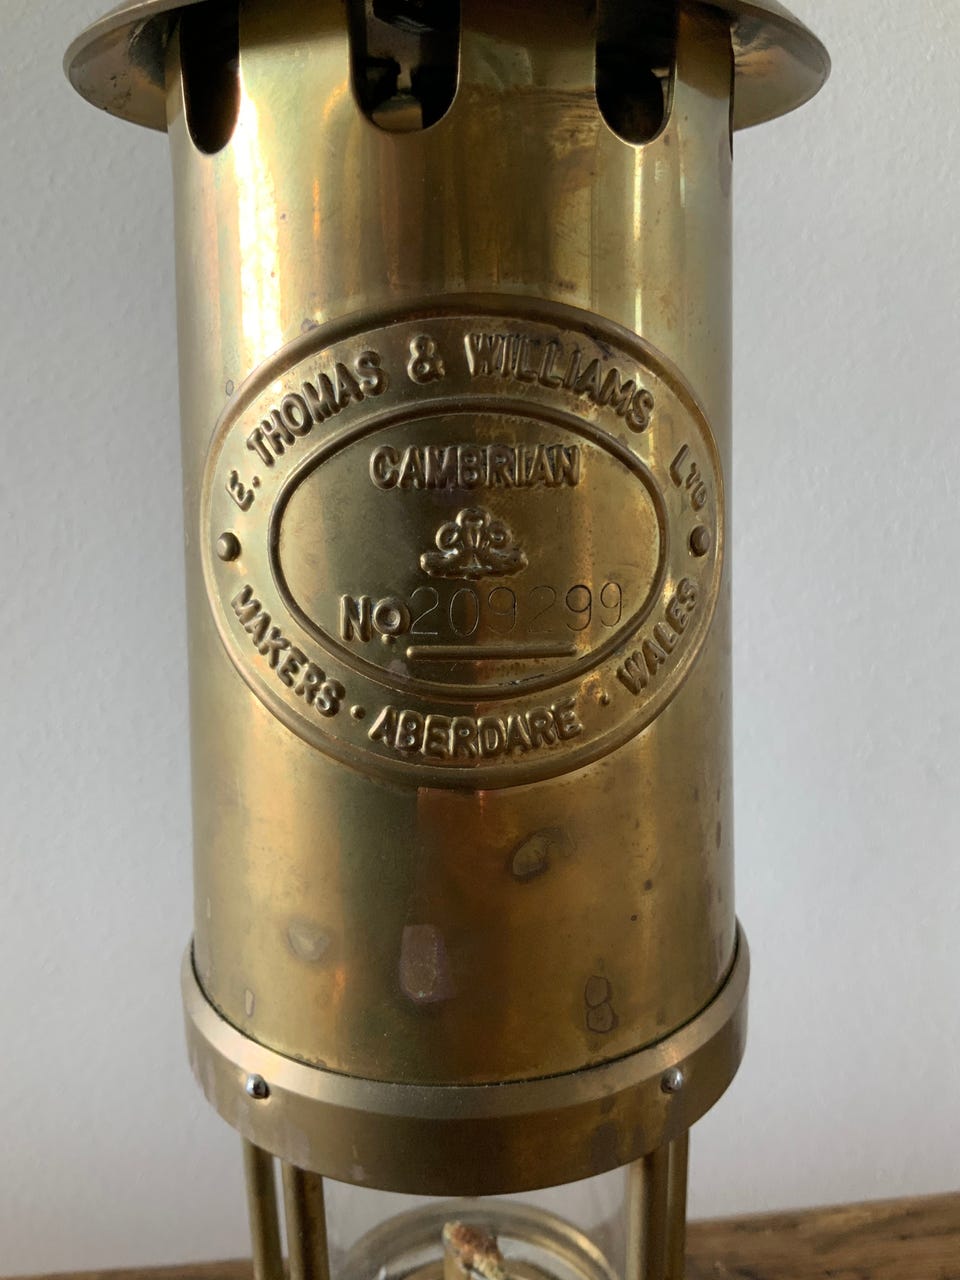 E. THOMAS & WILLIAMS LTD
CAMBRIAN
NO 209299
MAKERS · ABERDARE · WALES